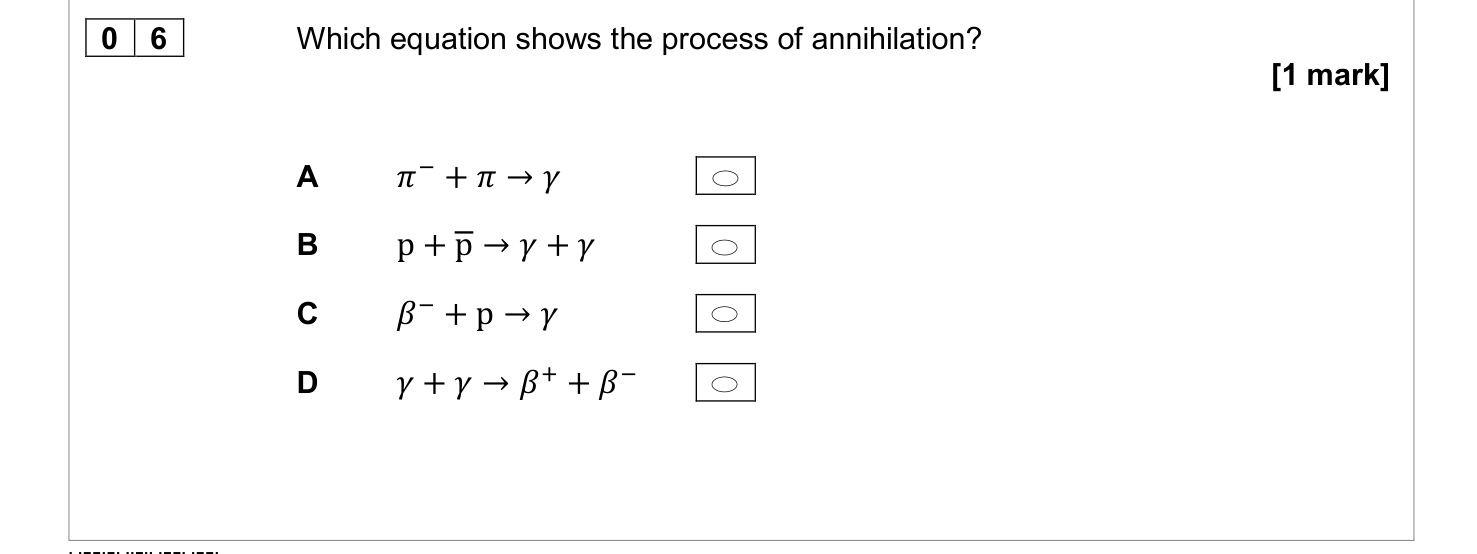 0 6 Which equation shows the process of annihilation?
[1 mark]
A π⁻ + π → γ
B p + p̅ → γ + γ
C β⁻ + p → γ
D γ + γ → β⁺ + β⁻